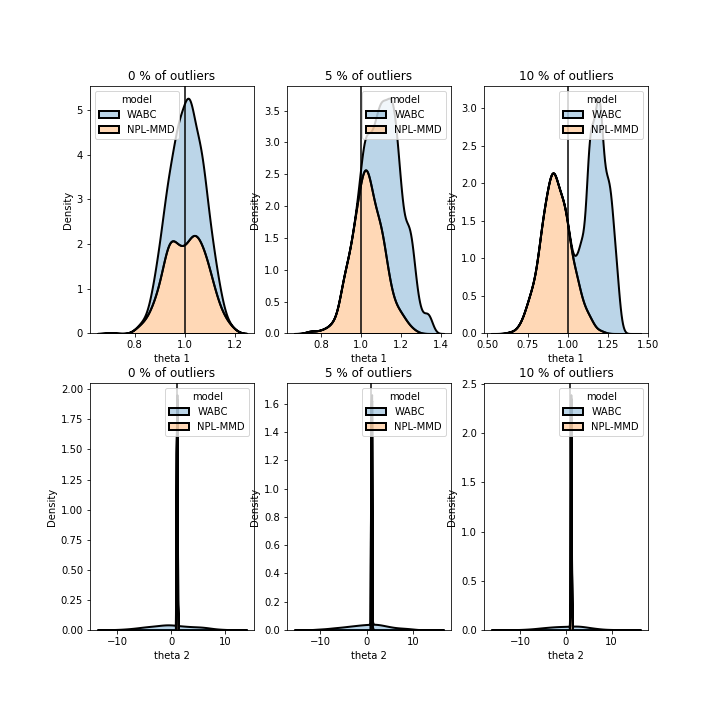 0 % of outliers
5 % of outliers
10 % of outliers
model
WABC
NPL-MMD
model
WABC
NPL-MMD
model
WABC
NPL-MMD
Density
5
4
3
2
1
0
Density
3.5
3.0
2.5
2.0
1.5
1.0
0.5
0.0
Density
3.0
2.5
2.0
1.5
1.0
0.5
0.0
0.8 1.0 1.2
0.8 1.0 1.2 1.4
0.50 0.75 1.00 1.25 1.50
theta 1
theta 1
theta 1
0 % of outliers
5 % of outliers
10 % of outliers
model
WABC
NPL-MMD
model
WABC
NPL-MMD
model
WABC
NPL-MMD
Density
2.00
1.75
1.50
1.25
1.00
0.75
0.50
0.25
0.00
Density
1.6
1.4
1.2
1.0
0.8
0.6
0.4
0.2
0.0
Density
2.5
2.0
1.5
1.0
0.5
0.0
−10 0 10
−10 0 10
−10 0 10
theta 2
theta 2
theta 2